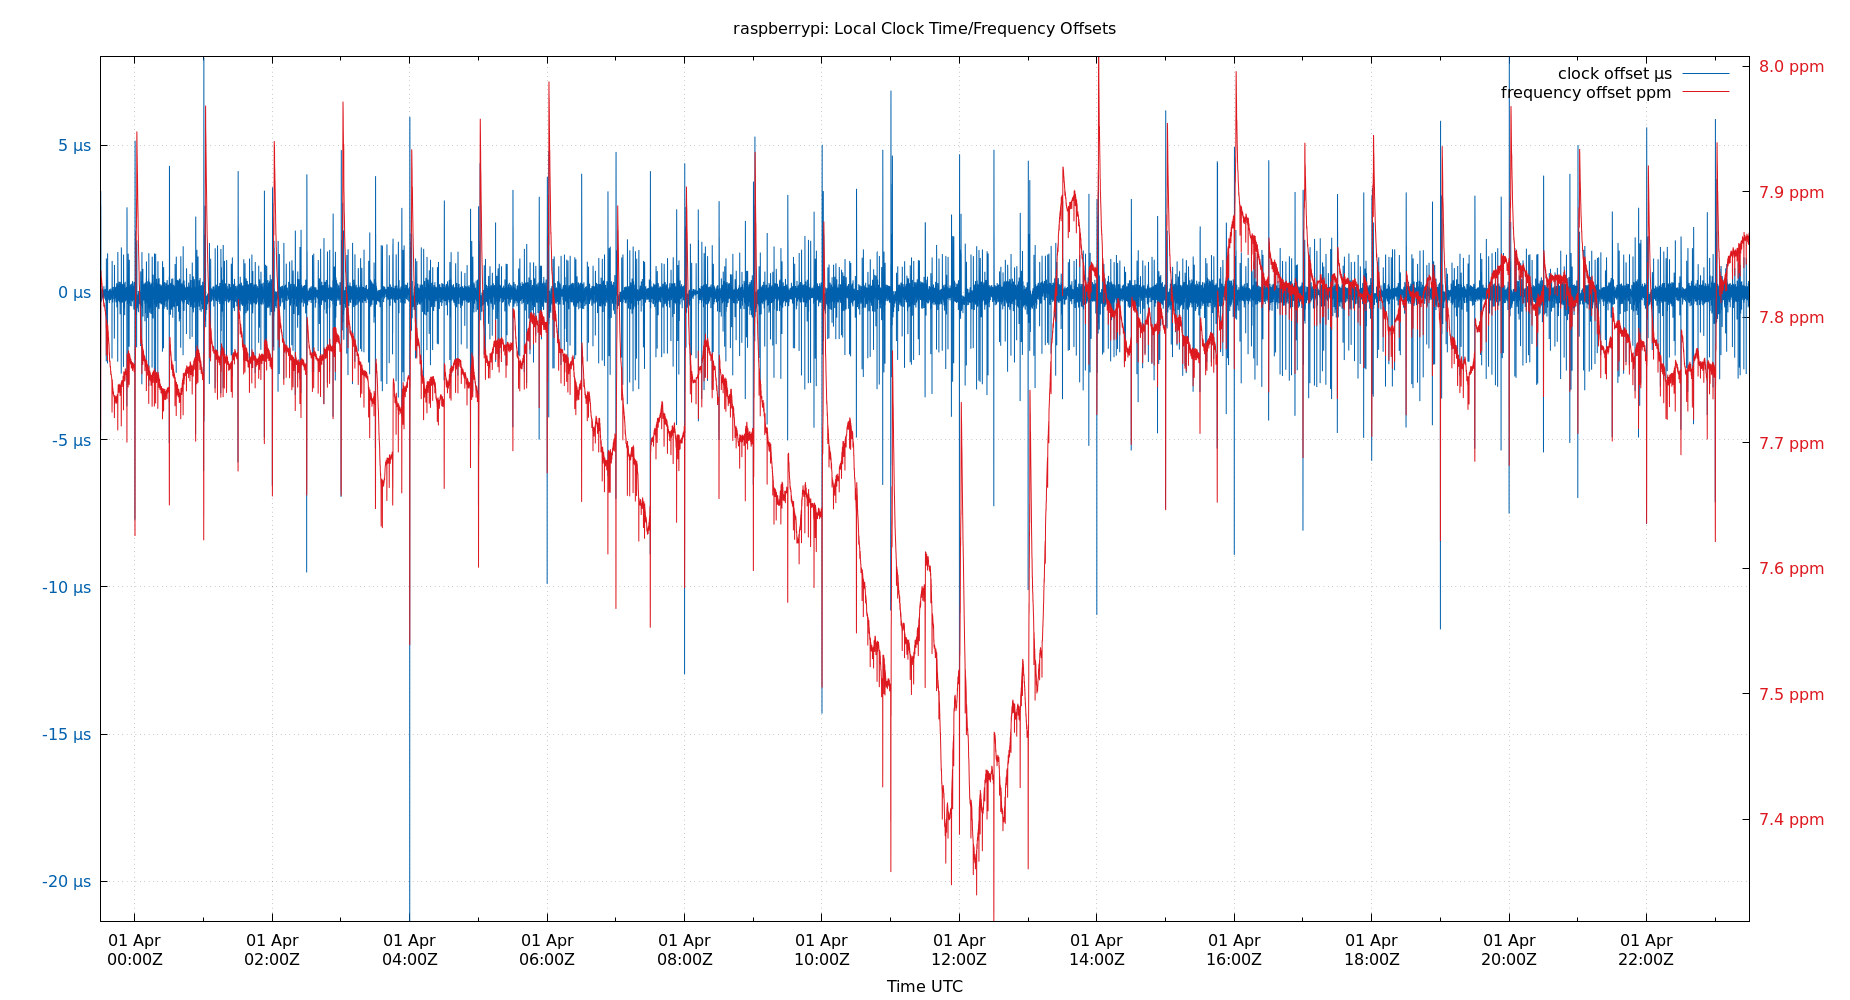 raspberrypi: Local Clock Time/Frequency Offsets
clock offset µs
frequency offset ppm
5 µs
0 µs
-5 µs
-10 µs
-15 µs
-20 µs
8.0 ppm
7.9 ppm
7.8 ppm
7.7 ppm
7.6 ppm
7.5 ppm
7.4 ppm
01 Apr 01 Apr 01 Apr 01 Apr 01 Apr 01 Apr 01 Apr 01 Apr 01 Apr 01 Apr 01 Apr 01 Apr
00:00Z 02:00Z 04:00Z 06:00Z 08:00Z 10:00Z 12:00Z 14:00Z 16:00Z 18:00Z 20:00Z 22:00Z
Time UTC